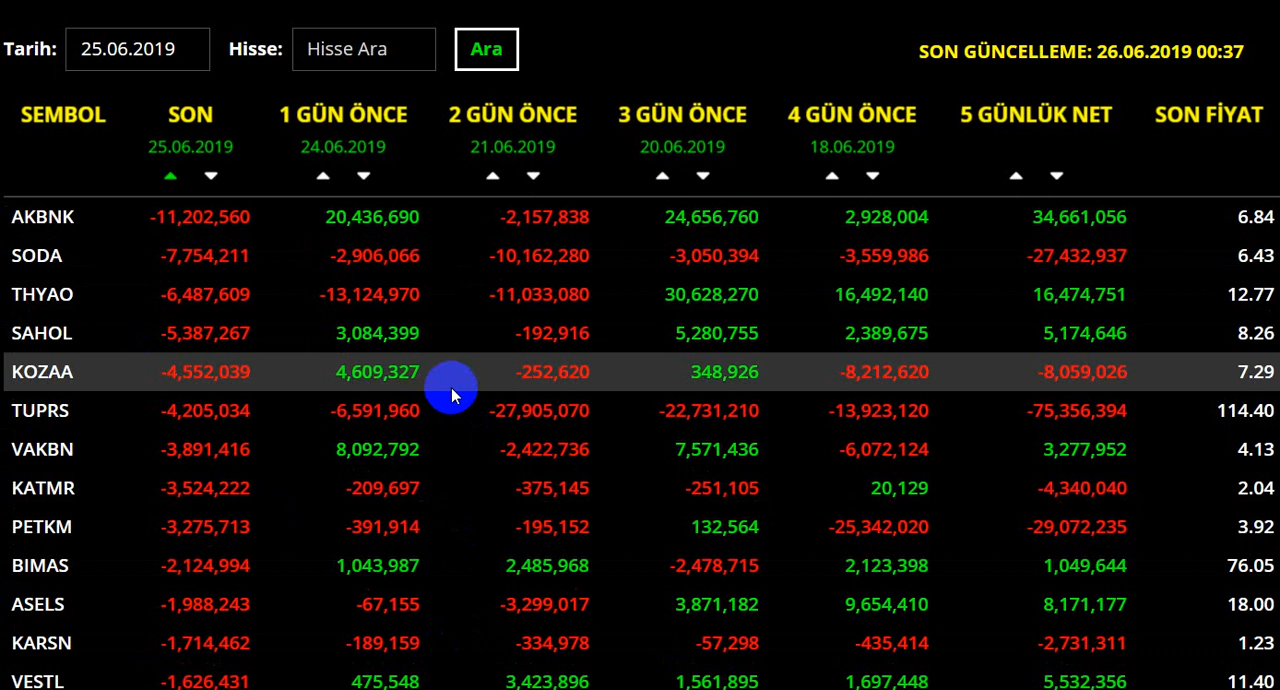 Tarih: 25.06.2019 Hisse: Hisse Ara Ara
SON GÜNCELLEME: 26.06.2019 00:37
SEMBOL SON 1 GÜN ÖNCE 2 GÜN ÖNCE 3 GÜN ÖNCE 4 GÜN ÖNCE 5 GÜNLÜK NET SON FİYAT
25.06.2019 24.06.2019 21.06.2019 20.06.2019 18.06.2019
AKBNK -11,202,560 20,436,690 -2,157,838 24,656,760 2,928,004 34,661,056 6.84
SODA -7,754,211 -2,906,066 -10,162,280 -3,050,394 -3,559,986 -27,432,937 6.43
THYAO -6,487,609 -13,124,970 -11,033,080 30,628,270 16,492,140 16,474,751 12.77
SAHOL -5,387,267 3,084,399 -192,916 5,280,755 2,389,675 5,174,646 8.26
KOZAA -4,552,039 4,609,327 -252,620 348,926 -8,212,620 -8,059,026 7.29
TUPRS -4,205,034 -6,591,960 -27,905,070 -22,731,210 -13,923,120 -75,356,394 114.40
VAKBN -3,891,416 8,092,792 -2,422,736 7,571,436 -6,072,124 3,277,952 4.13
KATMR -3,524,222 -209,697 -375,145 -251,105 20,129 -4,340,040 2.04
PETKM -3,275,713 -391,914 -195,152 132,564 -25,342,020 -29,072,235 3.92
BIMAS -2,124,994 1,043,987 2,485,968 -2,478,715 2,123,398 1,049,644 76.05
ASELS -1,988,243 -67,155 -3,299,017 3,871,182 9,654,410 8,171,177 18.00
KARSN -1,714,462 -189,159 -334,978 -57,298 -435,414 -2,731,311 1.23
VESTL -1,626,431 475,548 3,423,896 1,561,895 1,697,448 5,532,356 11.40